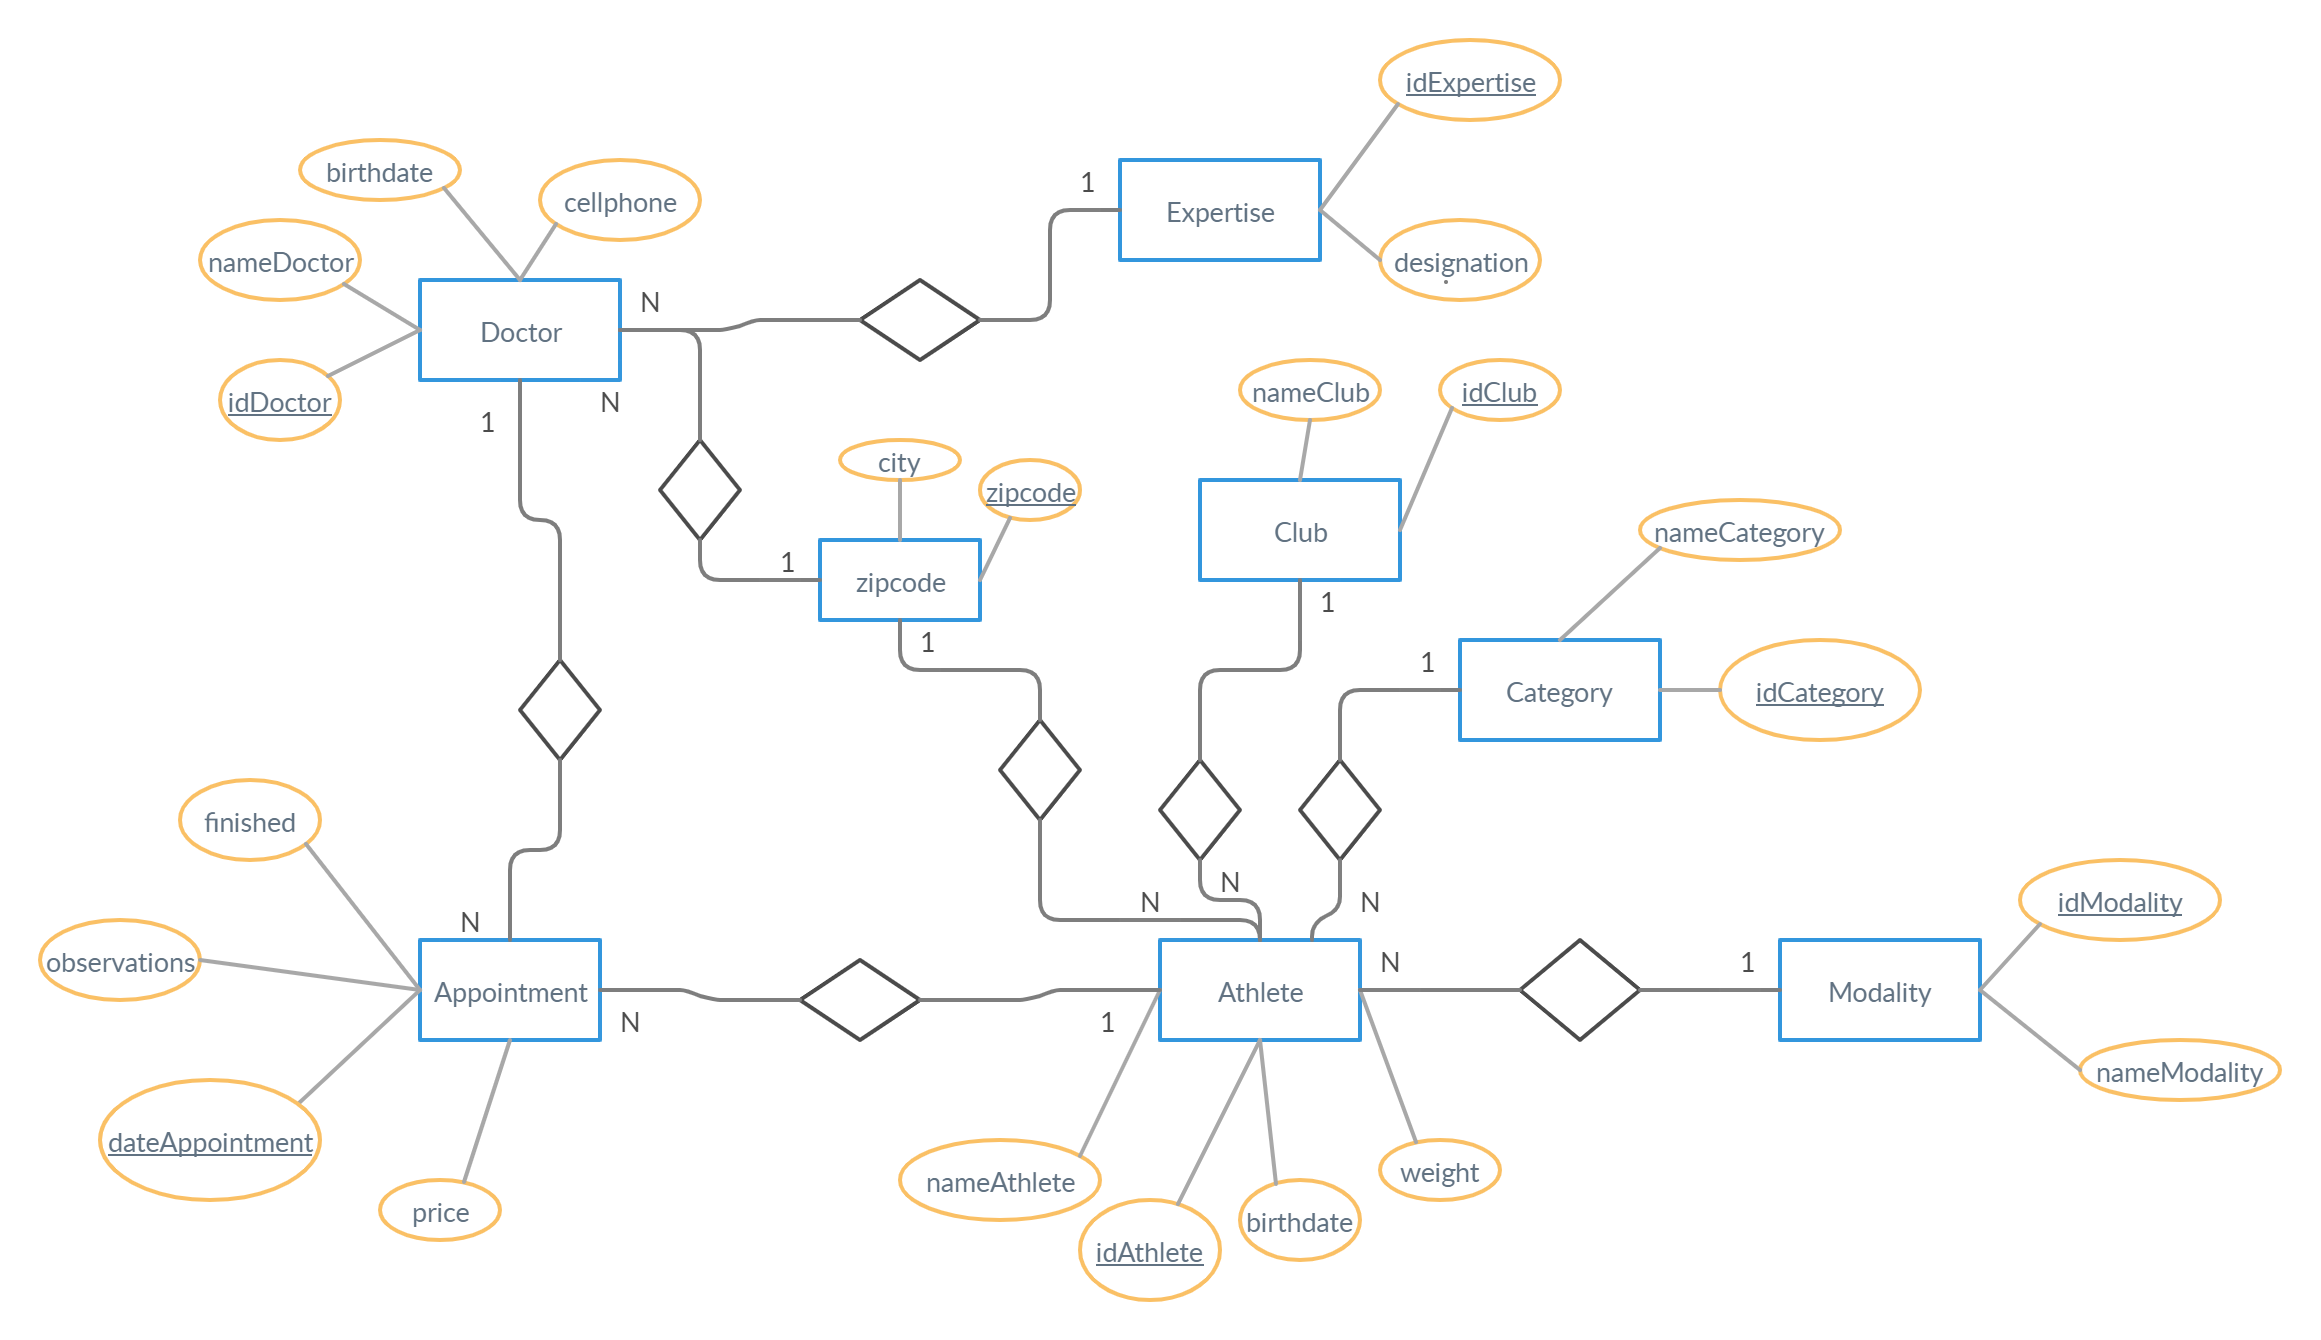 idExpertise
birthdate
cellphone
1
Expertise
nameDoctor
designation
N
Doctor
idDoctor
N
1
nameClub
idClub
city
zipcode
nameCategory
Club
1
zipcode
1
1
1
Category
idCategory
finished
N
N
N
idModality
N
observations
Appointment
Athlete
N
1
Modality
N
1
nameModality
dateAppointment
nameAthlete
weight
price
birthdate
idAthlete